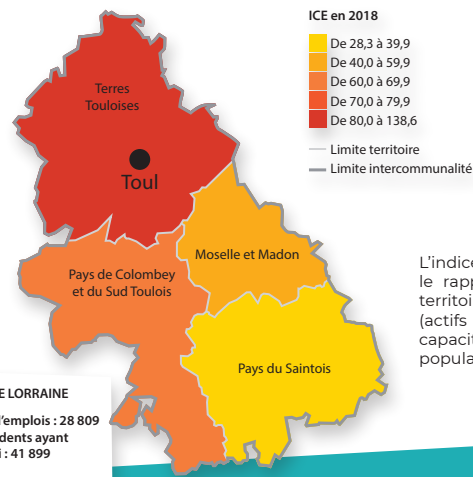 ICE en 2018
De 28,3 à 39,9
De 40,0 à 59,9
De 60,0 à 69,9
De 70,0 à 79,9
De 80,0 à 138,6
Limite territoire
Limite intercommunalité
Terres
Touloises
Toul
Moselle et Madon
Pays de Colombey
et du Sud Toulois
Pays du Saintois
L'indice
le rapp
territoi
(actifs
capacit
popula
E LORRAINE
l'emplois : 28 809
dents ayant
i : 41 899